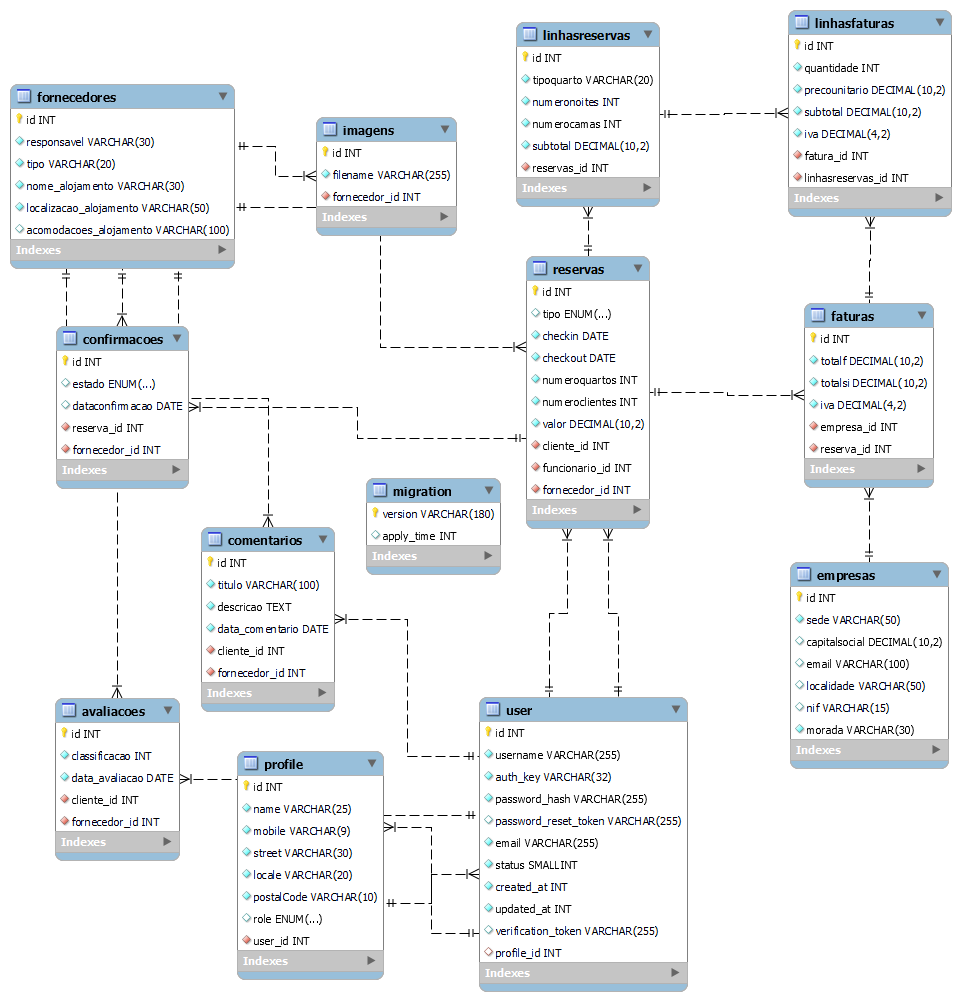 fornecedores
id INT
responsavel VARCHAR(30)
tipo VARCHAR(20)
nome_alojamento VARCHAR(30)
localizacao_alojamento VARCHAR(50)
acomodacoes_alojamento VARCHAR(100)
Indexes
imagens
id INT
filename VARCHAR(255)
fornecedor_id INT
Indexes
linhasreservas
id INT
tipoquarto VARCHAR(20)
numeronoites INT
numerocamas INT
subtotal DECIMAL(10,2)
reservas_id INT
Indexes
linhasfaturas
id INT
quantidade INT
precounitario DECIMAL(10,2)
subtotal DECIMAL(10,2)
iva DECIMAL(4,2)
fatura_id INT
linhasreservas_id INT
Indexes
confirmacoes
id INT
estado ENUM(...)
dataconfirmacao DATE
reserva_id INT
fornecedor_id INT
Indexes
reservas
id INT
tipo ENUM(...)
checkin DATE
checkout DATE
numeroquartos INT
numeroclientes INT
valor DECIMAL(10,2)
cliente_id INT
funcionario_id INT
fornecedor_id INT
Indexes
faturas
id INT
totalf DECIMAL(10,2)
totalsi DECIMAL(10,2)
iva DECIMAL(4,2)
empresa_id INT
reserva_id INT
Indexes
migration
version VARCHAR(180)
apply_time INT
Indexes
comentarios
id INT
titulo VARCHAR(100)
descricao TEXT
data_comentario DATE
cliente_id INT
fornecedor_id INT
Indexes
empresas
id INT
sede VARCHAR(50)
capitalsocial DECIMAL(10,2)
email VARCHAR(100)
localidade VARCHAR(50)
nif VARCHAR(15)
morada VARCHAR(30)
Indexes
avaliacoes
id INT
classificacao INT
data_avaliacao DATE
cliente_id INT
fornecedor_id INT
Indexes
profile
id INT
name VARCHAR(25)
mobile VARCHAR(9)
street VARCHAR(30)
locale VARCHAR(20)
postalCode VARCHAR(10)
role ENUM(...)
user_id INT
Indexes
user
id INT
username VARCHAR(255)
auth_key VARCHAR(32)
password_hash VARCHAR(255)
password_reset_token VARCHAR(255)
email VARCHAR(255)
status SMALLINT
created_at INT
updated_at INT
verification_token VARCHAR(255)
profile_id INT
Indexes